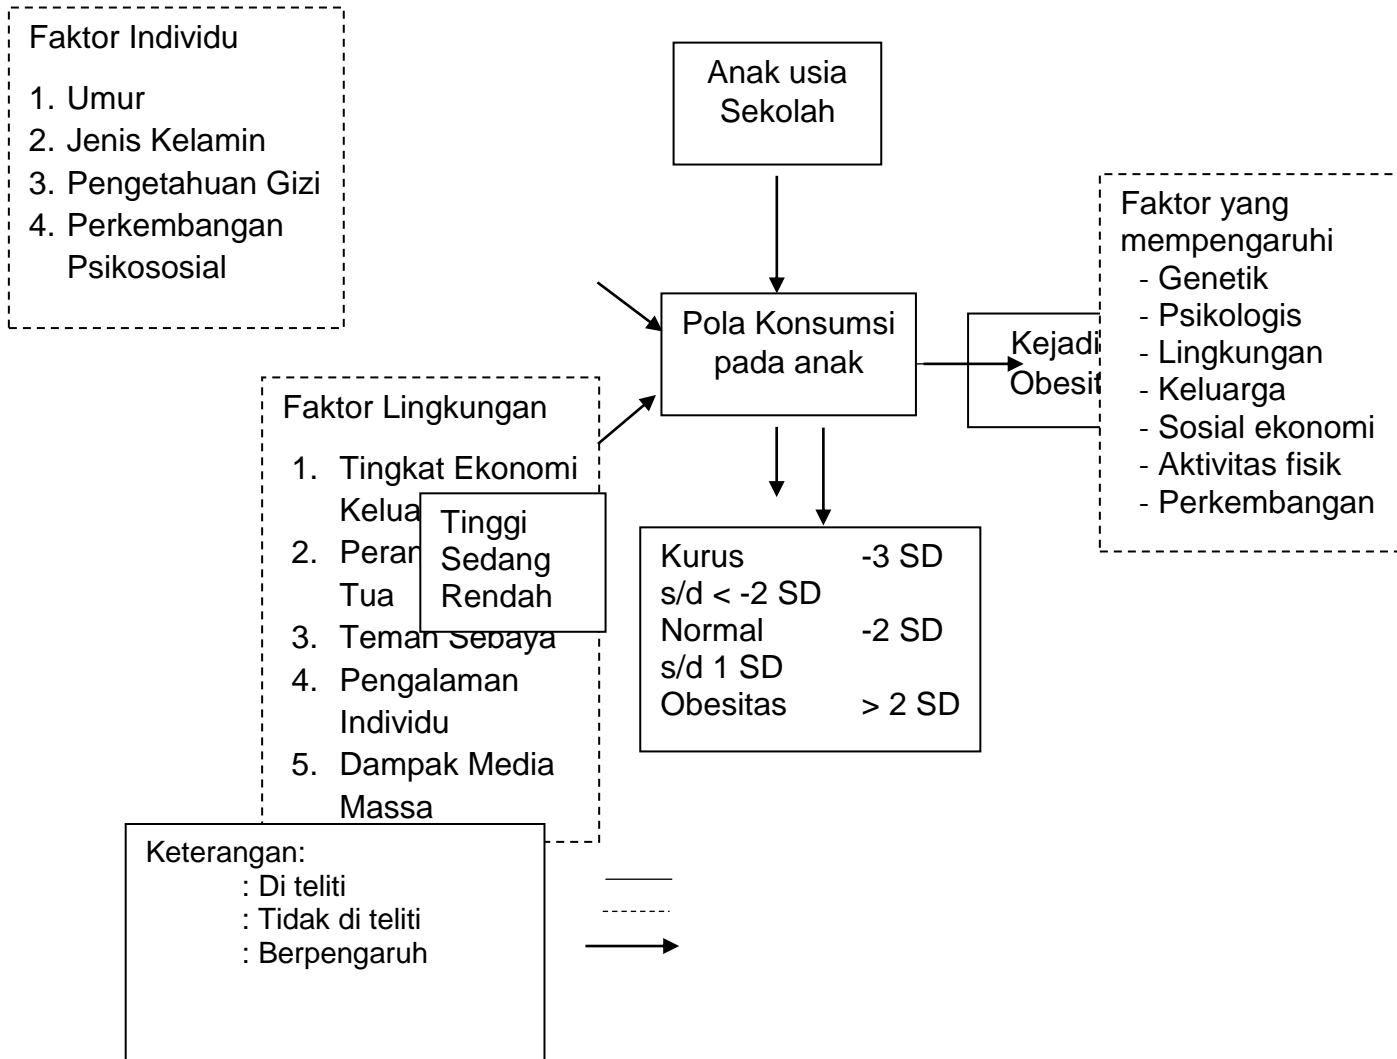 Faktor Individu
1. Umur
2. Jenis Kelamin
3. Pengetahuan Gizi
4. Perkembangan
Psikososial
Anak usia
Sekolah
Pola Konsumsi
pada anak
Faktor yang
mempengaruhi
- Genetik
- Psikologis
- Lingkungan
- Keluarga
- Sosial ekonomi
- Aktivitas fisik
- Perkembangan
Faktor Lingkungan
1. Tingkat Ekonomi
2.
Tua
3. Teman Sebaya
4. Pengalaman
Individu
5. Dampak Media
Massa
Tinggi
Sedang
Rendah
Kurus -3 SD
s/d < -2 SD
Normal -2 SD
s/d 1 SD
Obesitas > 2 SD
Keterangan:
: Di teliti
: Tidak di teliti
: Berpengaruh